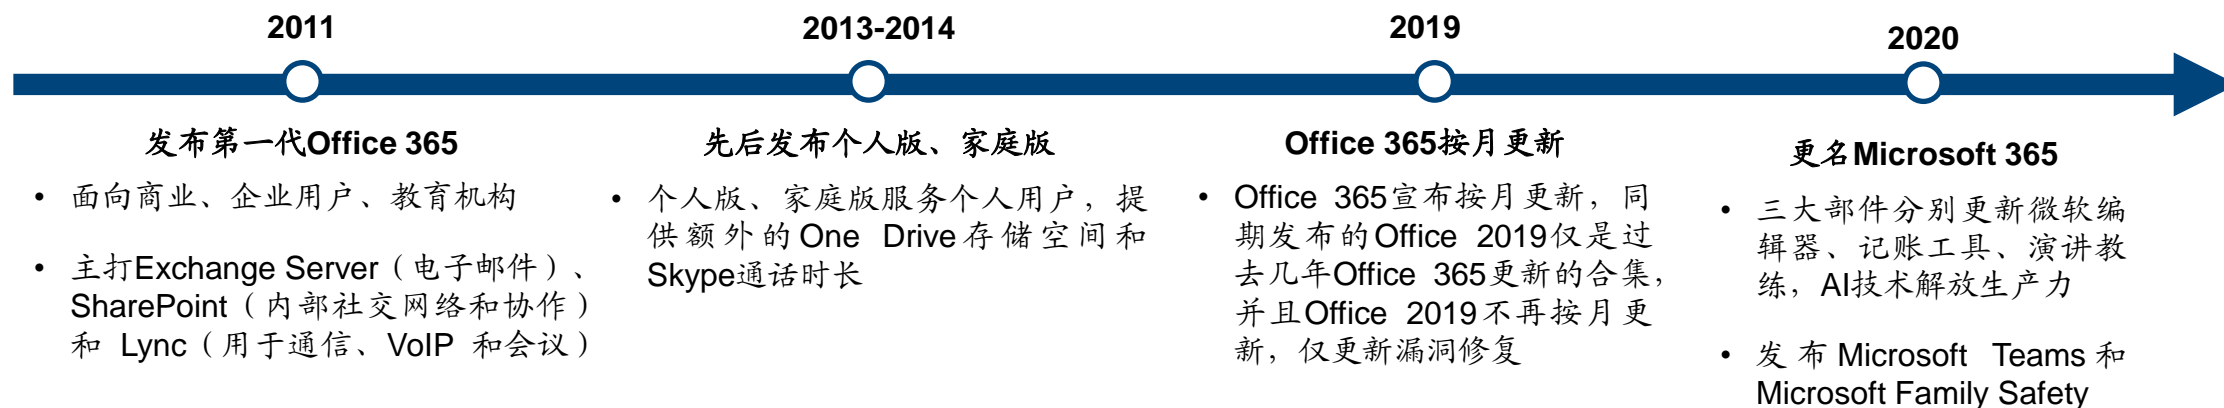 2011
发布第一代Office 365
• 面向商业、企业用户、教育机构
• 主打Exchange Server（电子邮件）、
SharePoint（内部社交网络和协作）
和 Lync（用于通信、VoIP 和会议）
2013-2014
先后发布个人版、家庭版
• 个人版、家庭版服务个人用户，提
供额外的One Drive存储空间和
Skype通话时长
2019
Office 365按月更新
• Office 365宣布按月更新，同
期发布的Office 2019仅是过
去几年Office 365更新的合集，
并且Office 2019不再按月更
新，仅更新漏洞修复
2020
更名Microsoft 365
• 三大部件分别更新微软编
辑器、记账工具、演讲教
练，AI技术解放生产力
• 发布Microsoft Teams和
Microsoft Family Safety